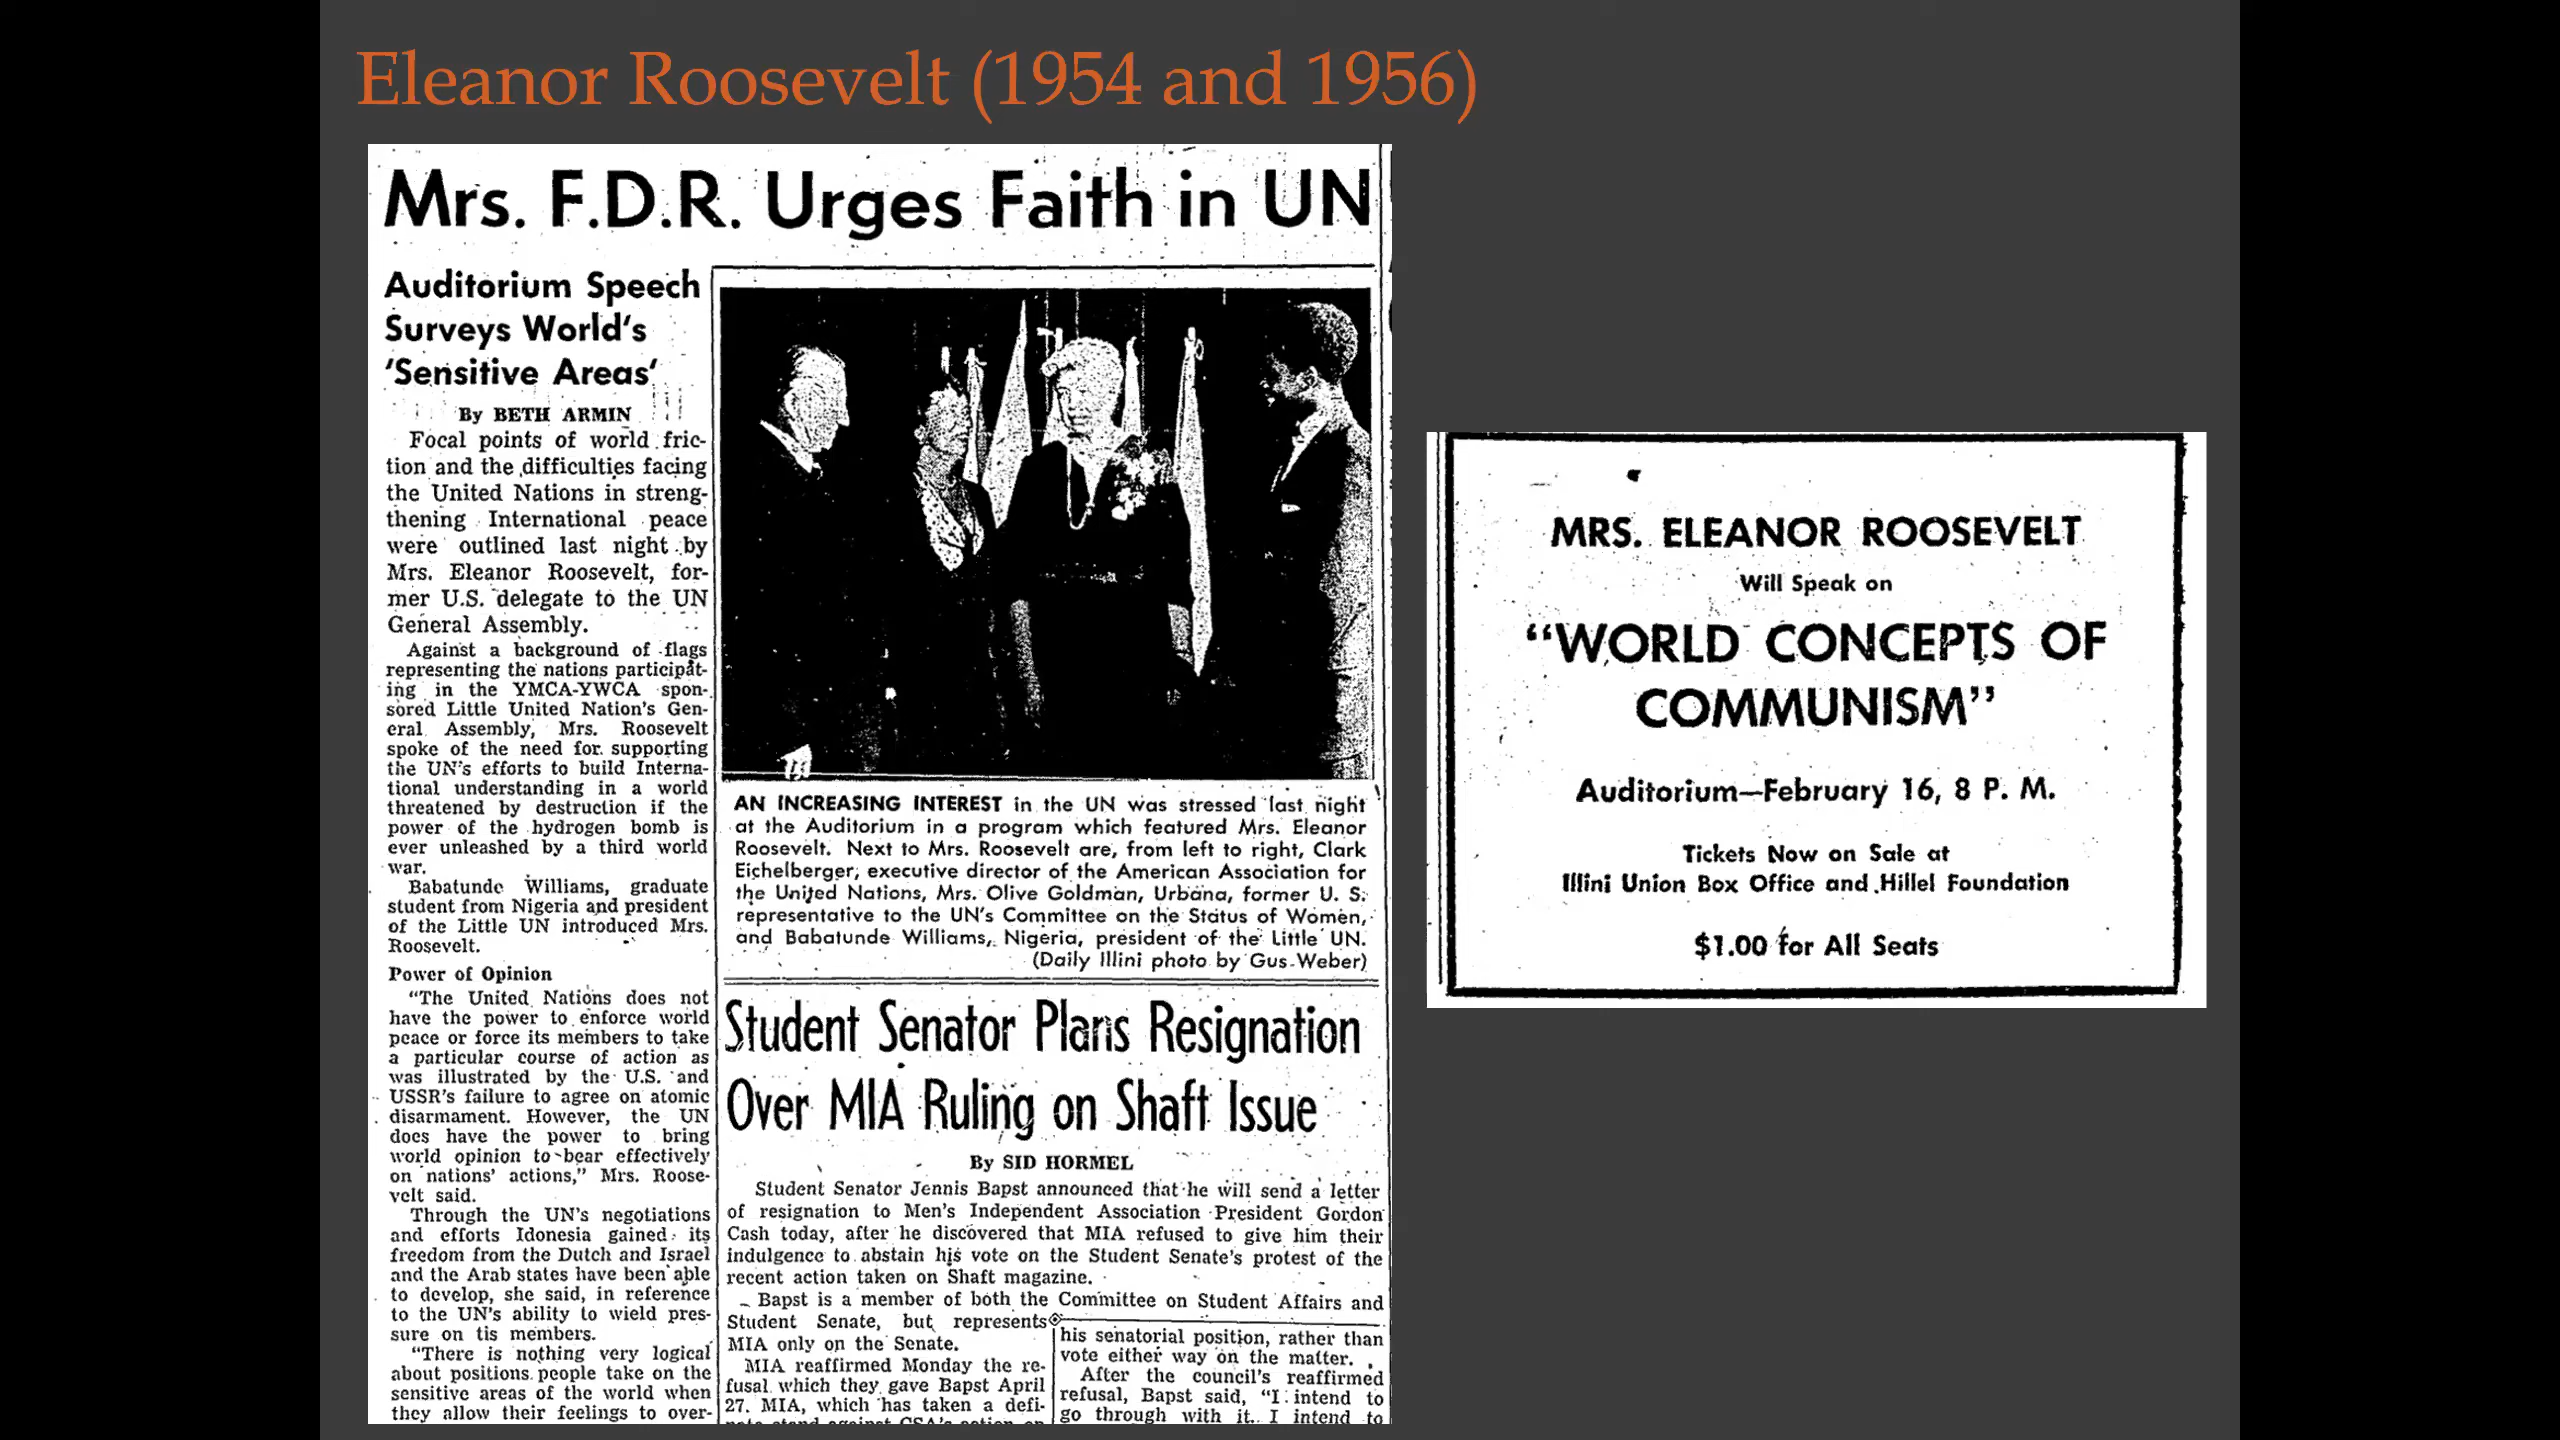 Eleanor Roosevelt (1954 and 1956)
Mrs. F.D.R. Urges Faith in UN
Auditorium Speech
Surveys World's
'Sensitive Areas'
By BETH ARMIN
Focal points of world fric-
tion and the difficulties facing
the United Nations in streng-
thening International peace
were outlined last night by
Mrs. Eleanor Roosevelt, for-
mer U.S. delegate to the UN
General Assembly.
Against a background of flags
representing the nations participat-
ing in the YMCA-YWCA spon-
sored Little United Nation's Gen-
eral Assembly, Mrs. Roosevelt
spoke of the need for supporting
the UN's efforts to build Interna-
tional understanding in a world
threatened by destruction if the
power of the hydrogen bomb is
ever unleashed by a third world
war.
Babatunde Williams, graduate
student from Nigeria and president
of the Little UN introduced Mrs.
Roosevelt.
Power of Opinion
"The United Nations does not
have the power to enforce world
peace or force its members to take
a particular course of action as
was illustrated by the U.S. and
USSR's failure to agree on atomic
disarmament. However, the UN
does have the power to bring
world opinion to bear effectively
on nations' actions," Mrs. Roose-
velt said.
Through the UN's negotiations
and efforts Idonesia gained its
freedom from the Dutch and Israel
and the Arab states have been able
to develop, she said, in reference
to the UN's ability to wield pres-
sure on tis members.
"There is nothing very logical
about positions people take on the
sensitive areas of the world when
they allow their feelings to over-
AN INCREASING INTEREST in the UN was stressed last night
at the Auditorium in a program which featured Mrs. Eleanor
Roosevelt. Next to Mrs. Roosevelt are, from left to right, Clark
Eichelberger, executive director of the American Association for
the United Nations, Mrs. Olive Goldman, Urbana, former U. S.
representative to the UN's Committee on the Status of Women,
and Babatunde Williams, Nigeria, president of the Little UN.
(Daily Illini photo by Gus Weber)
Student Senator Plans Resignation
Over MIA Ruling on Shaft Issue
By SID HORMEL
Student Senator Jennis Bapst announced that he will send a letter
of resignation to Men's Independent Association President Gordon
Cash today, after he discovered that MIA refused to give him their
indulgence to abstain his vote on the Student Senate's protest of the
recent action taken on Shaft magazine.
Bapst is a member of both the Committee on Student Affairs and
Student Senate, but represents
MIA only on the Senate.
MIA reaffirmed Monday the re-
fusal which they gave Bapst April
27. MIA, which has taken a defi-
his senatorial position, rather than
vote either way on the matter.
After the council's reaffirmed
refusal, Bapst said, "I intend to
go through with it. I intend to
MRS. ELEANOR ROOSEVELT
Will Speak on
"WORLD CONCEPTS OF
COMMUNISM"
Auditorium—February 16, 8 P. M.
Tickets Now on Sale at
Illini Union Box Office and Hillel Foundation
$1.00 for All Seats